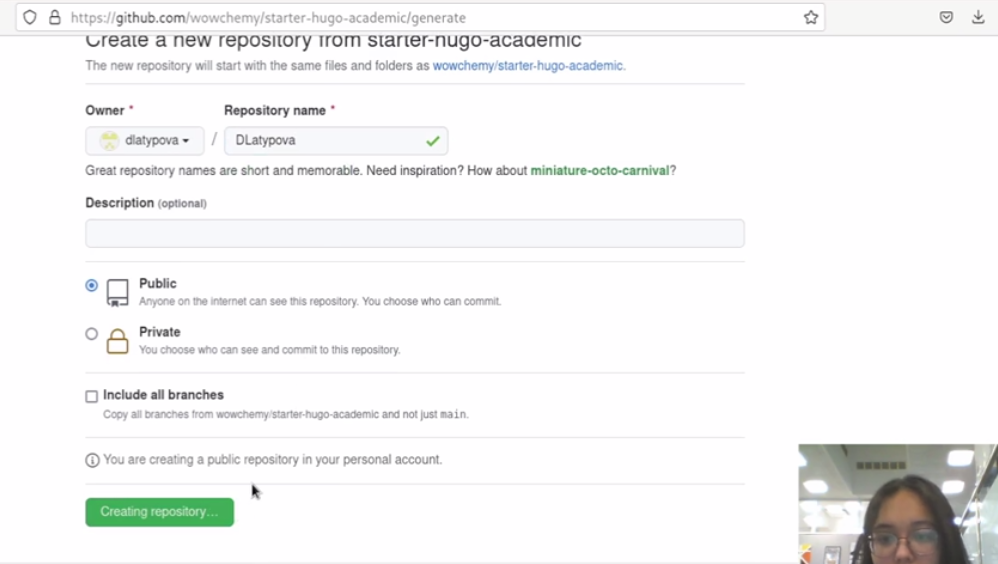 https://github.com/wowchemy/starter-hugo-academic/generate
Create a new repository from starter-hugo-academic
The new repository will start with the same files and folders as wowchemy/starter-hugo-academic.
Owner *
Repository name *
dlatypova / DLatypova
Great repository names are short and memorable. Need inspiration? How about miniature-octo-carnival?
Description (optional)
Public
Anyone on the internet can see this repository. You choose who can commit.
Private
You choose who can see and commit to this repository.
Include all branches
Copy all branches from wowchemy/starter-hugo-academic and not just main.
You are creating a public repository in your personal account.
Creating repository…